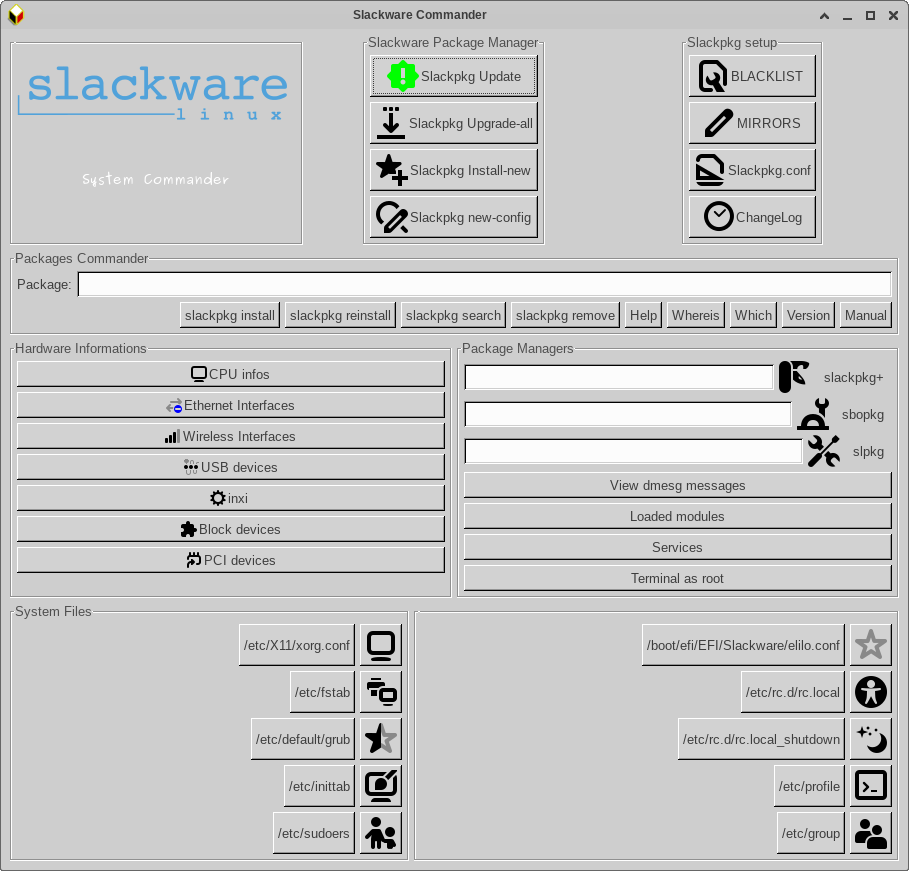 Slackware Commander
slackware
linux
System Commander
Slackware Package Manager
Slackpkg Update
Slackpkg Upgrade-all
Slackpkg Install-new
Slackpkg new-config
Slackpkg setup
BLACKLIST
MIRRORS
Slackpkg.conf
ChangeLog
Packages Commander
Package:
slackpkg install slackpkg reinstall slackpkg search slackpkg remove Help Whereis Which Version Manual
Hardware Informations
CPU infos
Ethernet Interfaces
Wireless Interfaces
USB devices
inxi
Block devices
PCI devices
Package Managers
slackpkg+
sbopkg
slpkg
View dmesg messages
Loaded modules
Services
Terminal as root
System Files
/etc/X11/xorg.conf
/etc/fstab
/etc/default/grub
/etc/inittab
/etc/sudoers
/boot/efi/EFI/Slackware/elilo.conf
/etc/rc.d/rc.local
/etc/rc.d/rc.local_shutdown
/etc/profile
/etc/group